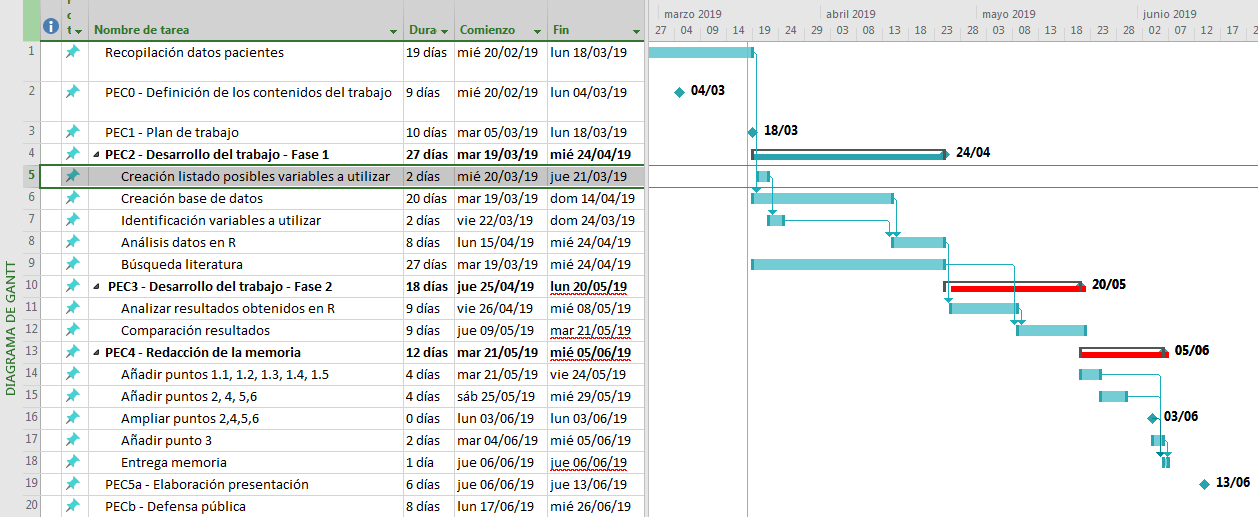 marzo 2019 abril 2019 mayo 2019 junio 2019
Nombre de tarea Dura Comienzo Fin 27 04 09 14 19 24 29 03 08 13 18 23 28 03 08 13 18 23 28 02 07 12 17 22
1 Recopilación datos pacientes 19 días mié 20/02/19 lun 18/03/19
2 PEC0 - Definición de los contenidos del trabajo 9 días mié 20/02/19 lun 04/03/19 04/03
3 PEC1 - Plan de trabajo 10 días mar 05/03/19 lun 18/03/19 18/03
4 PEC2 - Desarrollo del trabajo - Fase 1 27 días mar 19/03/19 mié 24/04/19 24/04
5 Creación listado posibles variables a utilizar 2 días mié 20/03/19 jue 21/03/19
6 Creación base de datos 20 días mar 19/03/19 dom 14/04/19
7 Identificación variables a utilizar 2 días vie 22/03/19 dom 24/03/19
8 Análisis datos en R 8 días lun 15/04/19 mié 24/04/19
9 Búsqueda literatura 27 días mar 19/03/19 mié 24/04/19
10 PEC3 - Desarrollo del trabajo - Fase 2 18 días jue 25/04/19 lun 20/05/19 20/05
11 Analizar resultados obtenidos en R 9 días vie 26/04/19 mié 08/05/19
12 Comparación resultados 9 días jue 09/05/19 mar 21/05/19
13 PEC4 - Redacción de la memoria 12 días mar 21/05/19 mié 05/06/19 05/06
14 Añadir puntos 1.1, 1.2, 1.3, 1.4, 1.5 4 días mar 21/05/19 vie 24/05/19
15 Añadir puntos 2, 4, 5,6 4 días sáb 25/05/19 mié 29/05/19
16 Ampliar puntos 2,4,5,6 0 días lun 03/06/19 lun 03/06/19 03/06
17 Añadir punto 3 2 días mar 04/06/19 mié 05/06/19
18 Entrega memoria 1 día jue 06/06/19 jue 06/06/19
19 PEC5a - Elaboración presentación 6 días jue 06/06/19 jue 13/06/19 13/06
20 PECb - Defensa pública 8 días lun 17/06/19 mié 26/06/19
DIAGRAMA DE GANTT